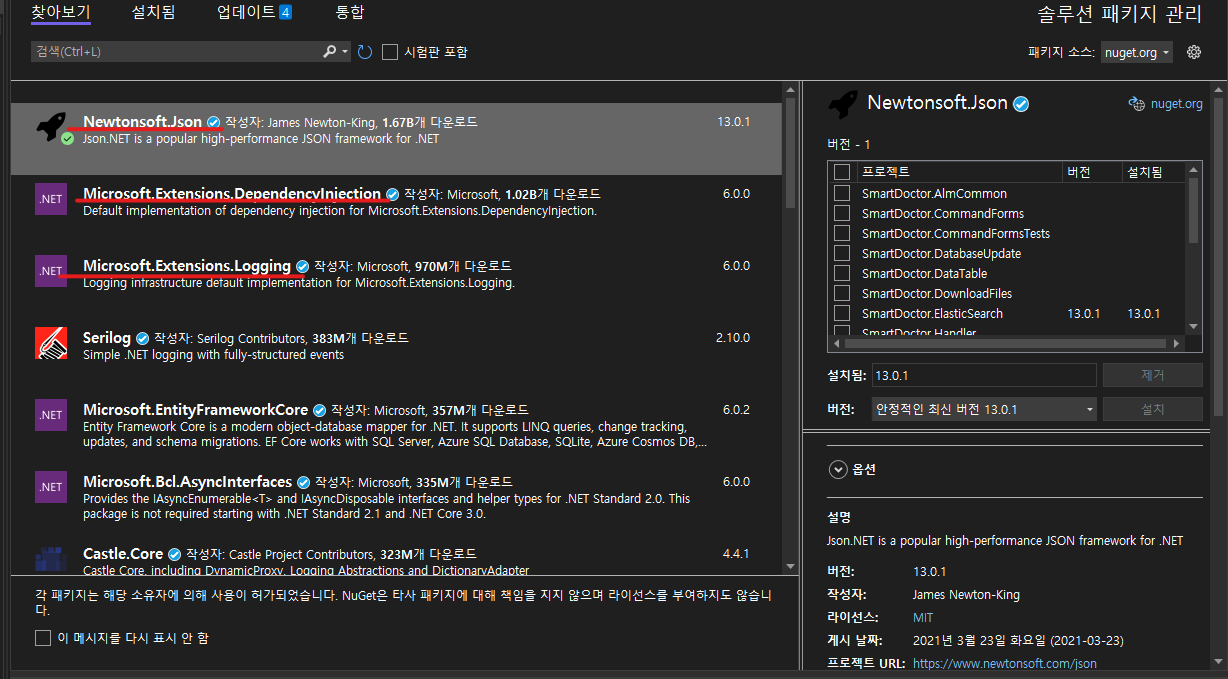 찾아보기 설치됨 업데이트 4 통합 솔루션 패키지 관리
검색(Ctrl+L) 시험판 포함 패키지 소스: nuget.org
Newtonsoft.Json 작성자: James Newton-King, 1.67B개 다운로드 13.0.1
Json.NET is a popular high-performance JSON framework for .NET
.NET Microsoft.Extensions.DependencyInjection 작성자: Microsoft, 1.02B개 다운로드 6.0.0
Default implementation of dependency injection for Microsoft.Extensions.DependencyInjection.
.NET Microsoft.Extensions.Logging 작성자: Microsoft, 970M개 다운로드 6.0.0
Logging infrastructure default implementation for Microsoft.Extensions.Logging.
Serilog 작성자: Serilog Contributors, 383M개 다운로드 2.10.0
Simple .NET logging with fully-structured events
.NET Microsoft.EntityFrameworkCore 작성자: Microsoft, 357M개 다운로드 6.0.2
Entity Framework Core is a modern object-database mapper for .NET. It supports LINQ queries, change tracking,
updates, and schema migrations. EF Core works with SQL Server, Azure SQL Database, SQLite, Azure Cosmos DB,...
.NET Microsoft.Bcl.AsyncInterfaces 작성자: Microsoft, 335M개 다운로드 6.0.0
Provides the IAsyncEnumerable<T> and IAsyncDisposable interfaces and helper types for .NET Standard 2.0. This
package is not required starting with .NET Standard 2.1 and .NET Core 3.0.
Castle.Core 작성자: Castle Project Contributors, 323M개 다운로드 4.4.1
Castle Core, including DynamicProxy, Logging Abstractions and DictionaryAdapter
각 패키지는 해당 소유자에 의해 사용이 허가되었습니다. NuGet은 타사 패키지에 대해 책임을 지지 않으며 라이선스를 부여하지도 않습니
다.
이 메시지를 다시 표시 안 함
Newtonsoft.Json nuget.org
버전 - 1
프로젝트 버전 설치됨
SmartDoctor.AlmCommon
SmartDoctor.CommandForms
SmartDoctor.CommandFormsTests
SmartDoctor.DatabaseUpdate
SmartDoctor.DataTable
SmartDoctor.DownloadFiles
SmartDoctor.ElasticSearch 13.0.1 13.0.1
SmartDoctor.Handler
설치됨: 13.0.1 제거
버전: 안정적인 최신 버전 13.0.1 설치
옵션
설명
Json.NET is a popular high-performance JSON framework for .NET
버전: 13.0.1
작성자: James Newton-King
라이선스: MIT
게시 날짜: 2021년 3월 23일 화요일 (2021-03-23)
프로젝트 URL: https://www.newtonsoft.com/json